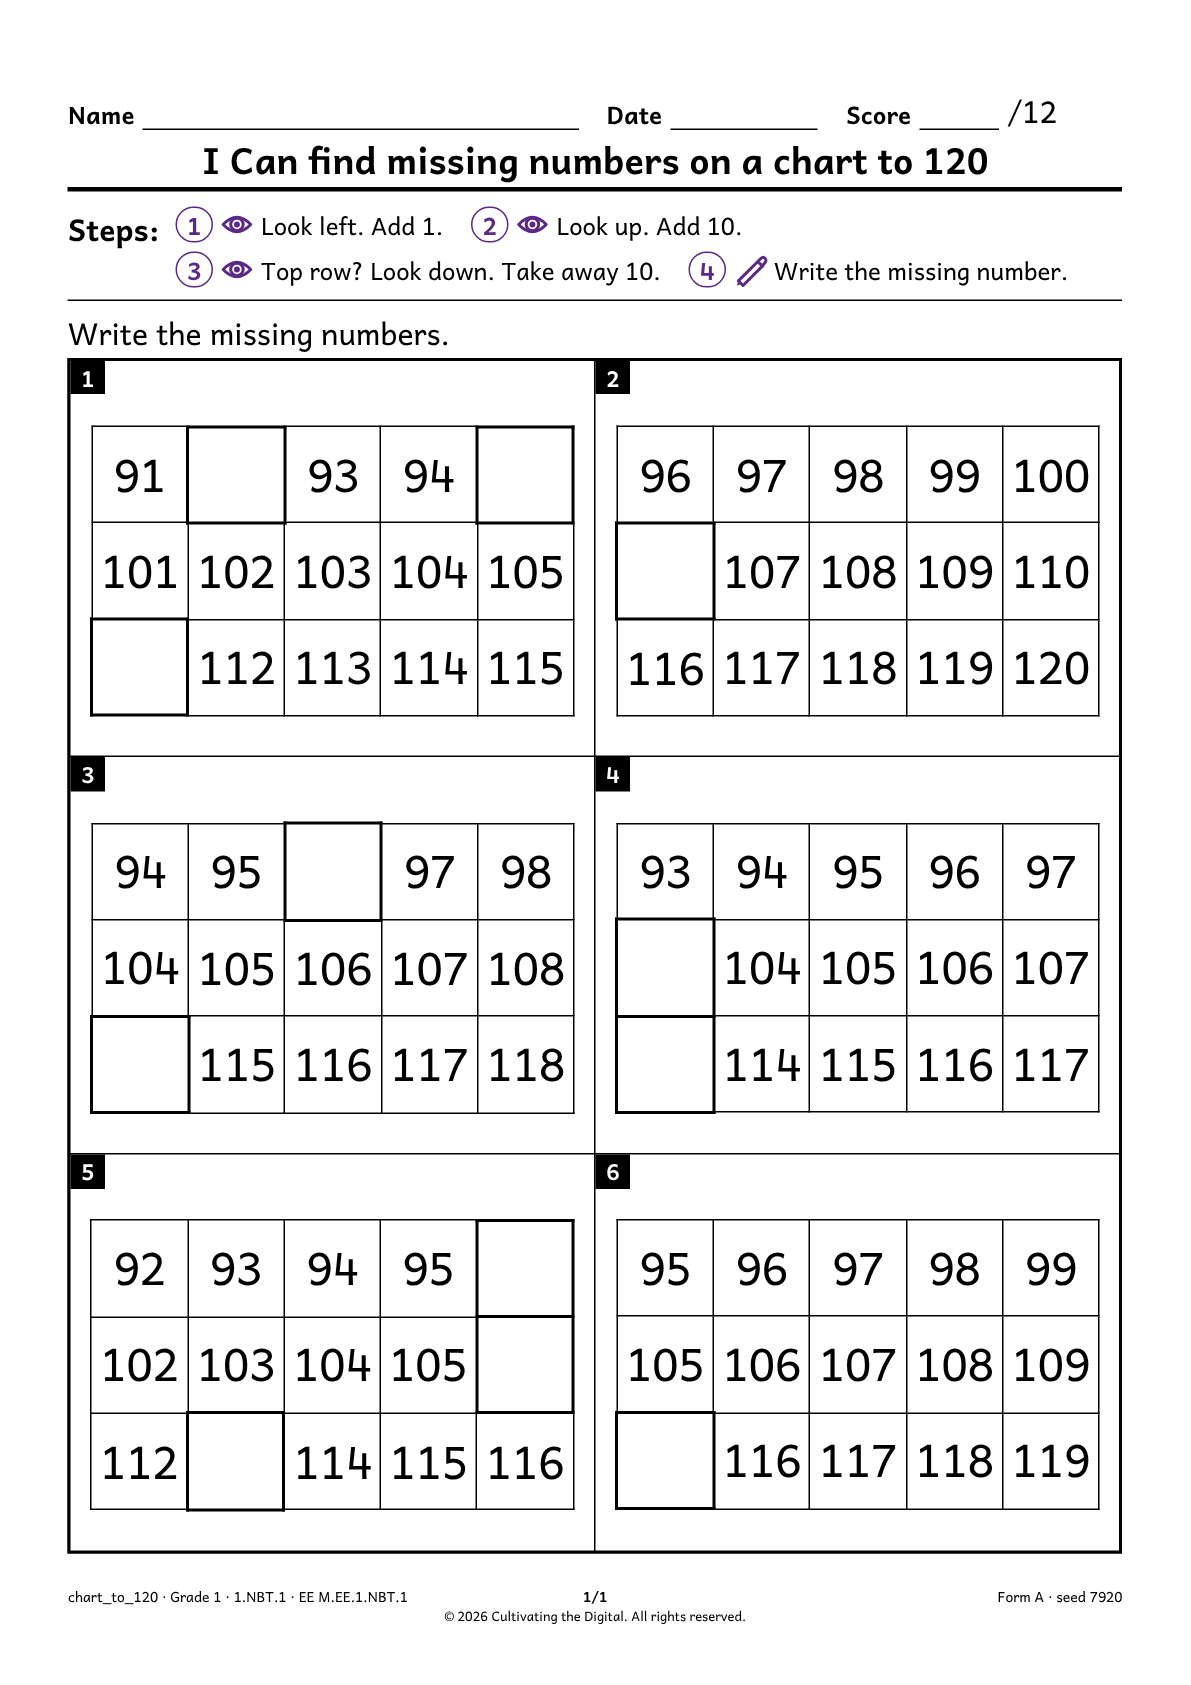 Name Date Score /12
I Can find missing numbers on a chart to 120
Steps: 1 Look left. Add 1. 2 Look up. Add 10.
3 Top row? Look down. Take away 10. 4 Write the missing number.
Write the missing numbers.
1
91 93 94
101 102 103 104 105
112 113 114 115
2
96 97 98 99 100
107 108 109 110
116 117 118 119 120
3
94 95 97 98
104 105 106 107 108
115 116 117 118
4
93 94 95 96 97
104 105 106 107
114 115 116 117
5
92 93 94 95
102 103 104 105
112 114 115 116
6
95 96 97 98 99
105 106 107 108 109
116 117 118 119
chart_to_120 · Grade 1 · 1.NBT.1 · EE M.EE.1.NBT.1 1/1 Form A · seed 7920
© 2026 Cultivating the Digital. All rights reserved.